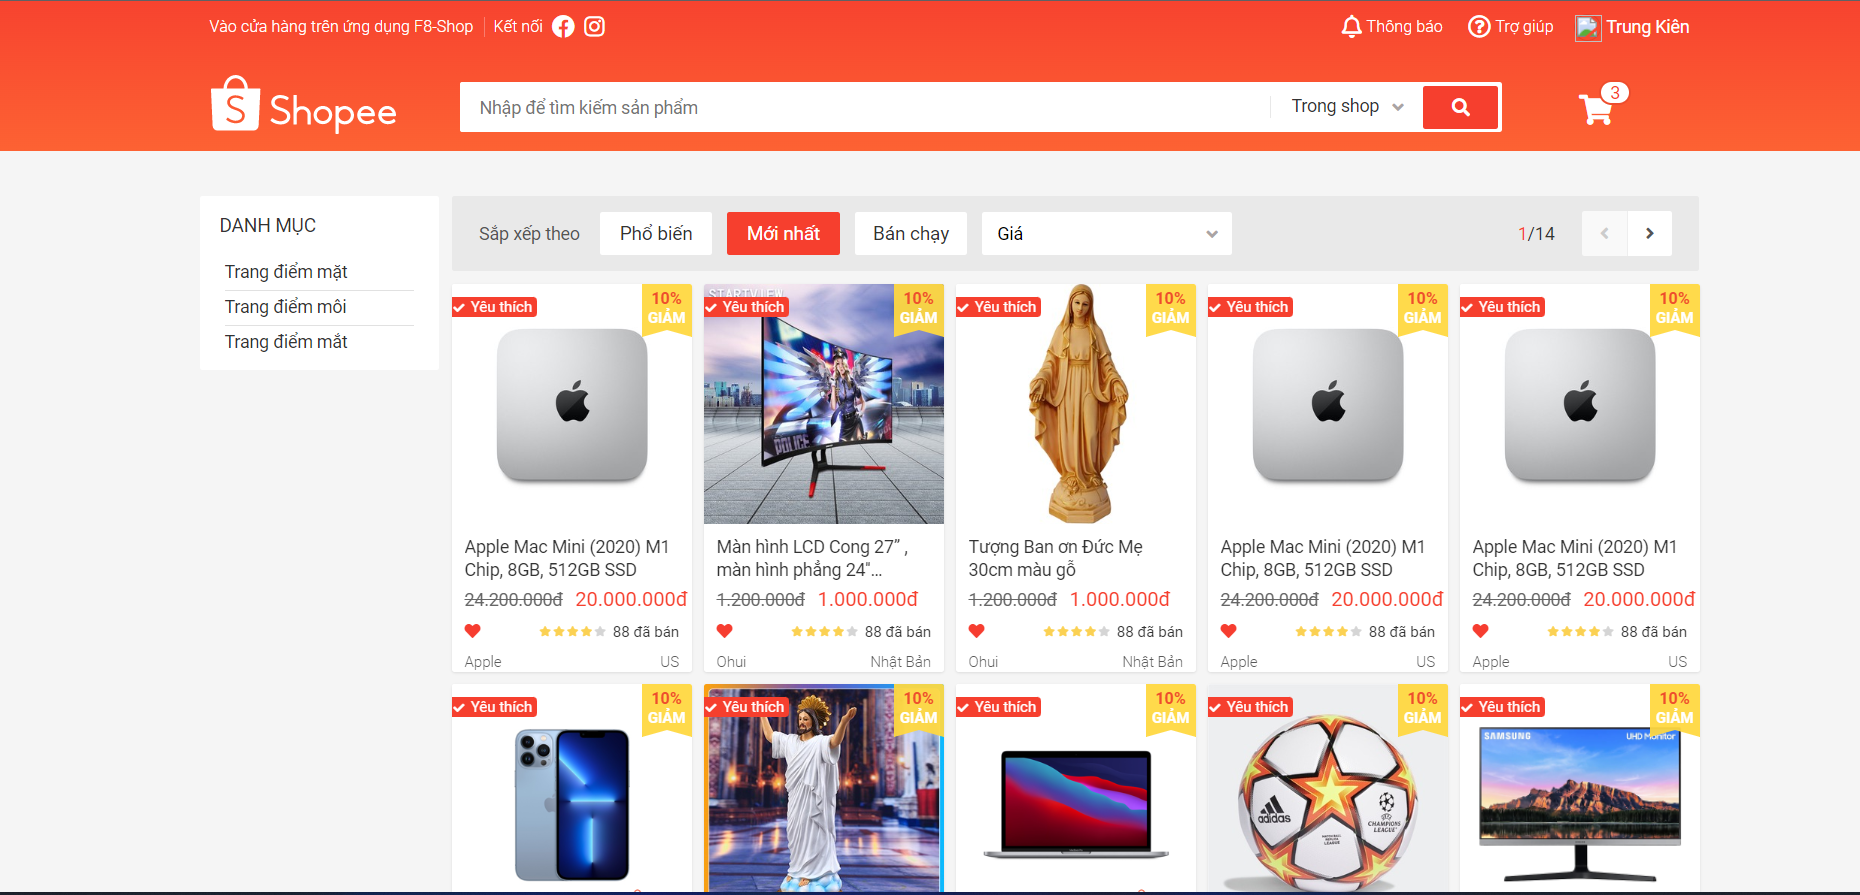 Vào cửa hàng trên ứng dụng F8-Shop
Kết nối
Thông báo
Trợ giúp
Trung Kiên
S Shopee
Nhập để tìm kiếm sản phẩm
Trong shop
3
DANH MỤC
Trang điểm mặt
Trang điểm môi
Trang điểm mắt
Sắp xếp theo
Phổ biến
Mới nhất
Bán chạy
Giá
1/14
Yêu thích
10%
GIẢM
STARTVIEW
Yêu thích
10%
GIẢM
POLICE
Yêu thích
10%
GIẢM
Yêu thích
10%
GIẢM
Yêu thích
10%
GIẢM
Apple Mac Mini (2020) M1
Chip, 8GB, 512GB SSD
24.200.000đ 20.000.000đ
88 đã bán
Apple US
Màn hình LCD Cong 27” ,
màn hình phẳng 24"...
1.200.000đ 1.000.000đ
88 đã bán
Ohui Nhật Bản
Tượng Ban ơn Đức Mẹ
30cm màu gỗ
1.200.000đ 1.000.000đ
88 đã bán
Ohui Nhật Bản
Apple Mac Mini (2020) M1
Chip, 8GB, 512GB SSD
24.200.000đ 20.000.000đ
88 đã bán
Apple US
Apple Mac Mini (2020) M1
Chip, 8GB, 512GB SSD
24.200.000đ 20.000.000đ
88 đã bán
Apple US
Yêu thích
10%
GIẢM
Yêu thích
10%
GIẢM
Yêu thích
10%
GIẢM
Yêu thích
10%
GIẢM
adidas
CHAMPIONS
LEAGUE
Yêu thích
10%
GIẢM
SAMSUNG
UHD Monitor